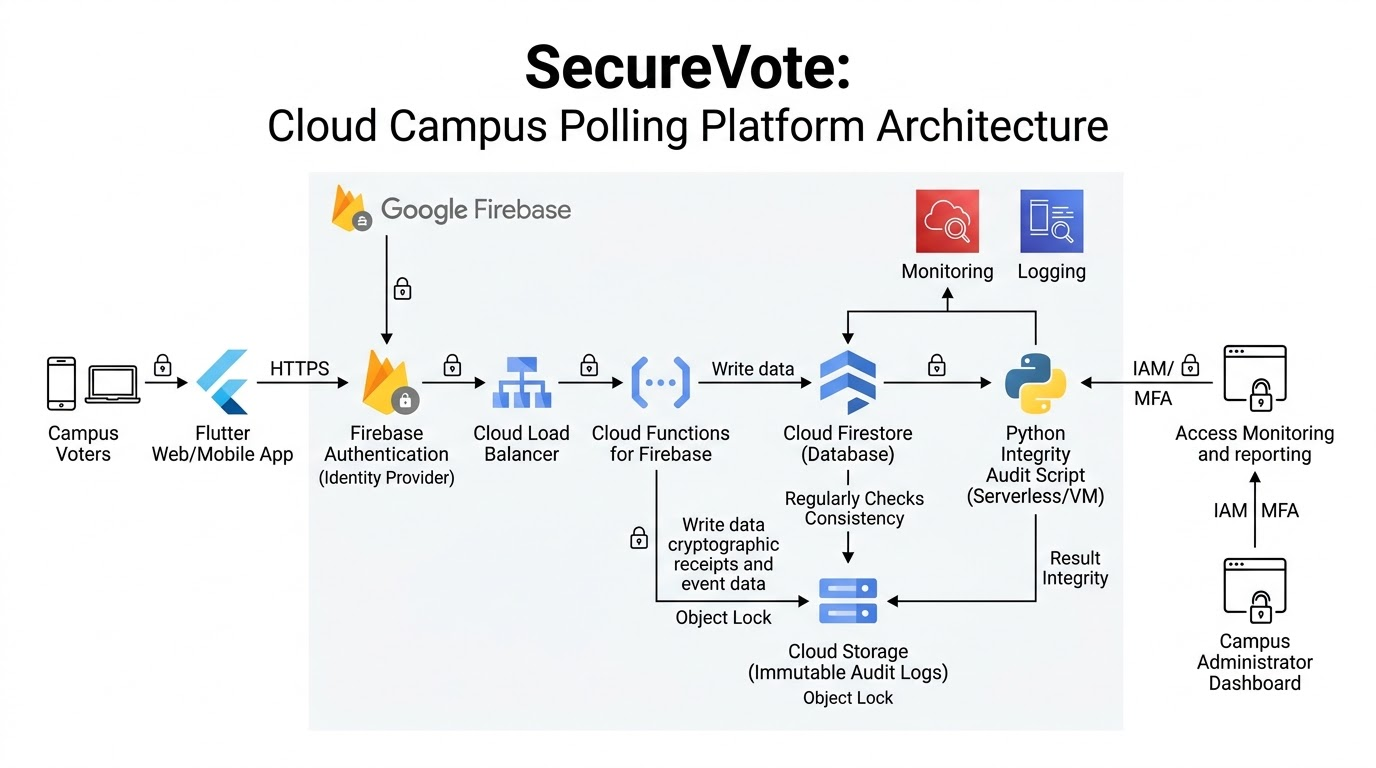 SecureVote:
Cloud Campus Polling Platform Architecture
Google Firebase
Monitoring
Logging
HTTPS
Write data
IAM/
MFA
Campus
Voters
Flutter
Web/Mobile App
Firebase
Authentication
(Identity Provider)
Cloud Load
Balancer
Cloud Functions
for Firebase
Cloud Firestore
(Database)
Python
Integrity
Audit Script
(Serverless/VM)
Access Monitoring
and reporting
Regularly Checks
Consistency
IAM
MFA
Write data
cryptographic
receipts and
event data
Object Lock
Result
Integrity
Cloud Storage
(Immutable Audit Logs)
Object Lock
Campus
Administrator
Dashboard